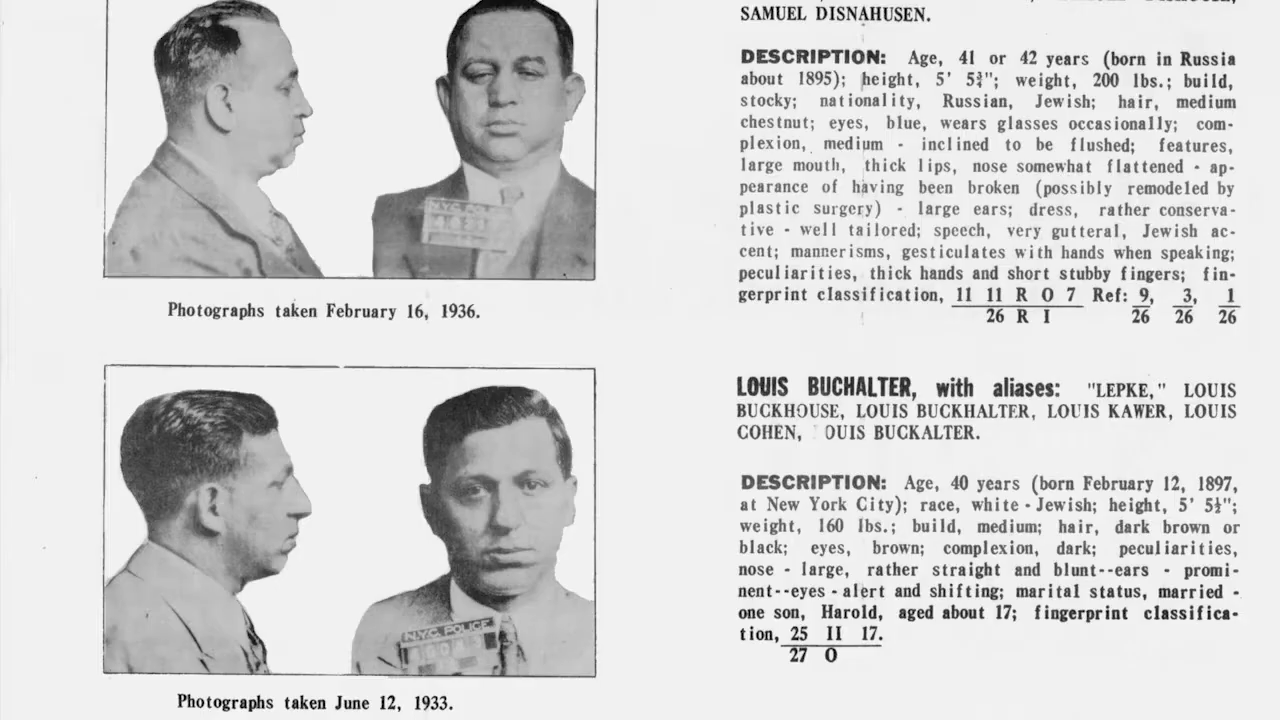 SAMUEL DISNAHUSEN.
DESCRIPTION: Age, 41 or 42 years (born in Russia
about 1895); height, 5' 5¾"; weight, 200 lbs.; build,
stocky; nationality, Russian, Jewish; hair, medium
chestnut; eyes, blue, wears glasses occasionally; com-
plexion, medium - inclined to be flushed; features,
large mouth, thick lips, nose somewhat flattened - ap-
pearance of having been broken (possibly remodeled by
plastic surgery) - large ears; dress, rather conserva-
tive - well tailored; speech, very gutteral, Jewish ac-
cent; mannerisms, gesticulates with hands when speaking;
peculiarities, thick hands and short stubby fingers; fin-
gerprint classification, 11 11 R O 7 Ref: 9, 3, 1
26 R I 26 26 26
N.Y.C. POLICE
Photographs taken February 16, 1936.
LOUIS BUCHALTER, with aliases: "LEPKE," LOUIS
BUCKHOUSE, LOUIS BUCKHALTER, LOUIS KAWER, LOUIS
COHEN, OUIS BUCKALTER.
DESCRIPTION: Age, 40 years (born February 12, 1897,
at New York City); race, white - Jewish; height, 5' 5½";
weight, 160 lbs.; build, medium; hair, dark brown or
black; eyes, brown; complexion, dark; peculiarities,
nose - large, rather straight and blunt--ears - promi-
nent--eyes - alert and shifting; marital status, married -
one son, Harold, aged about 17; fingerprint classifica-
tion, 25 II 17.
27 O
N.Y.C. POLICE
Photographs taken June 12, 1933.